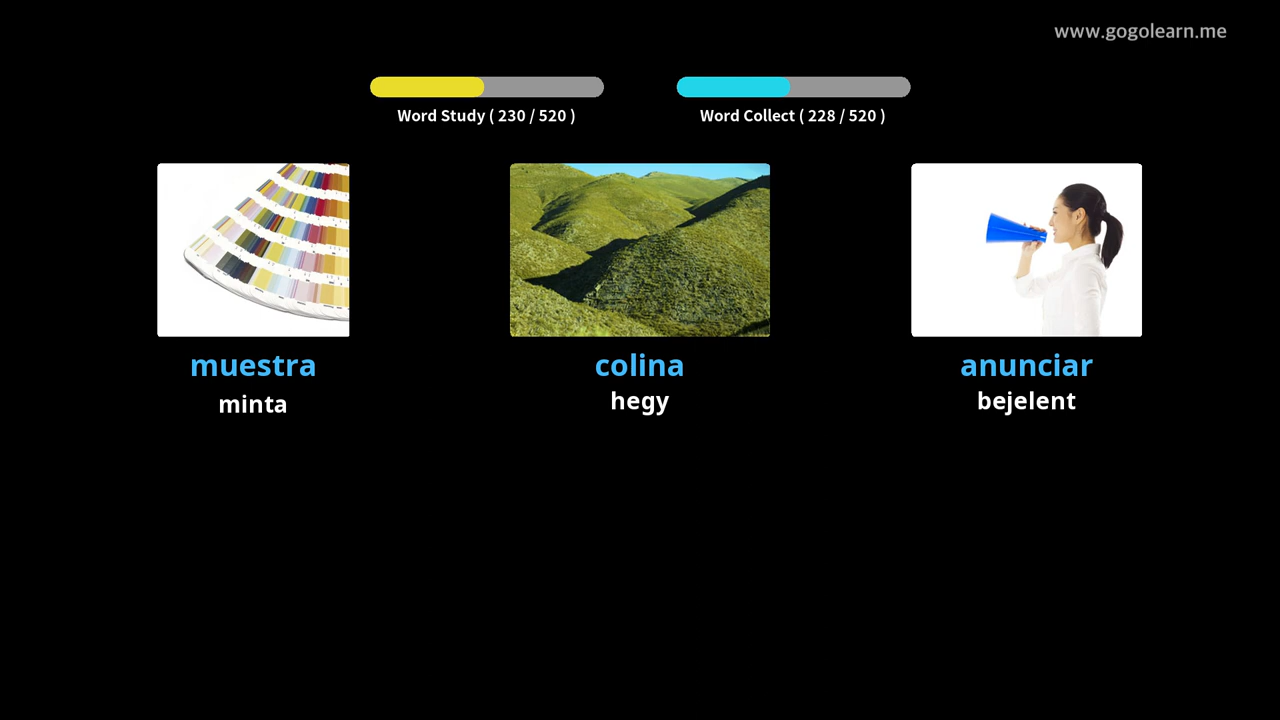 www.gogolearn.me
Word Study ( 230 / 520 )
Word Collect ( 228 / 520 )
muestra
minta
colina
hegy
anunciar
bejelent